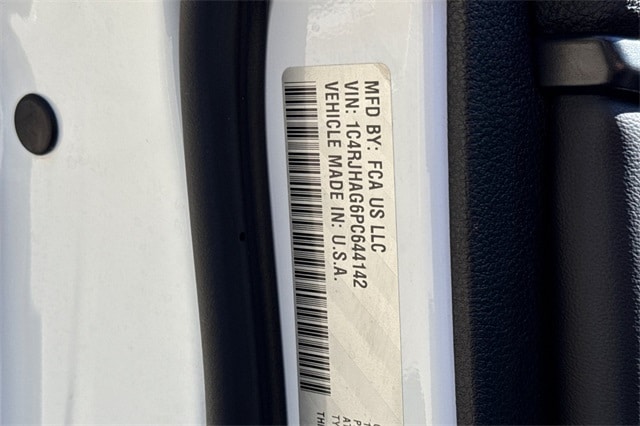 MFD BY: FCA US LLC
VIN: 1C4RJHAG6PC644142
VEHICLE MADE IN: U.S.A.